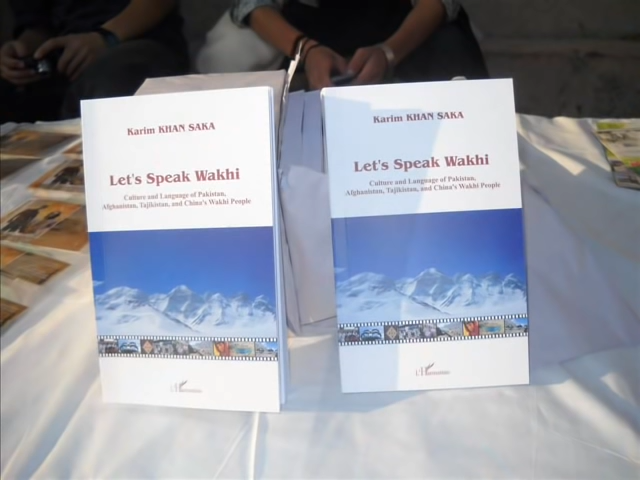 Karim KHAN SAKA
Let's Speak Wakhi
Culture and Language of Pakistan,
Afghanistan, Tajikistan, and China's Wakhi People
Karim KHAN SAKA
Let's Speak Wakhi
Culture and Language of Pakistan,
Afghanistan, Tajikistan, and China's Wakhi People